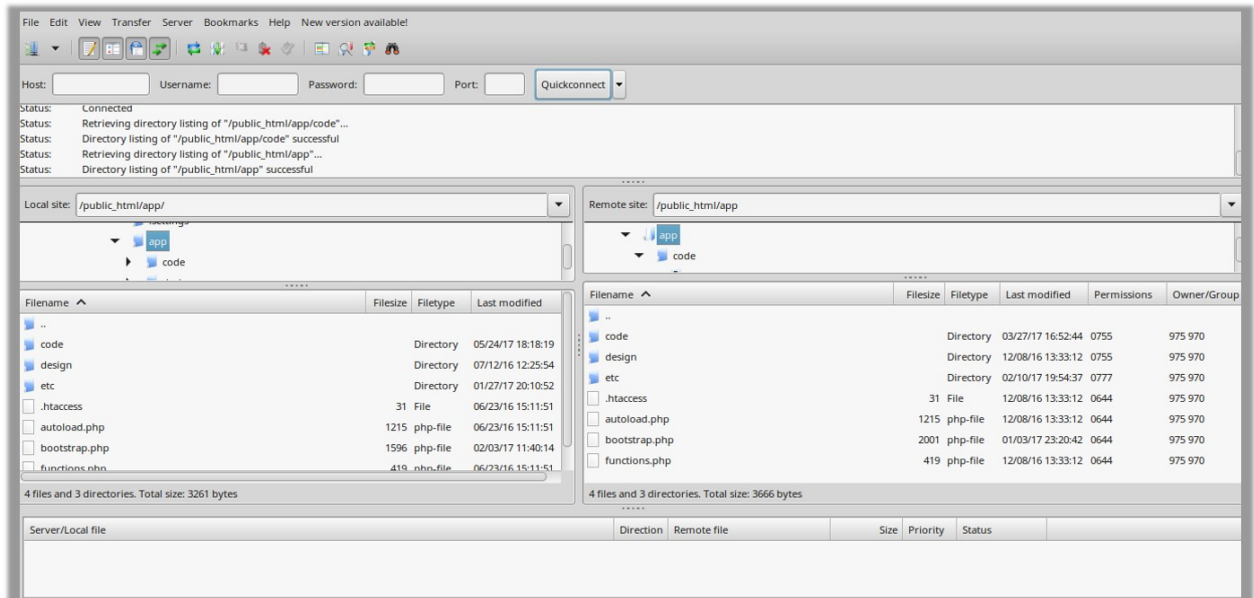 File Edit View Transfer Server Bookmarks Help New version available!
Host: Username: Password: Port: Quickconnect
Status: Connected
Status: Retrieving directory listing of "/public_html/app/code"...
Status: Directory listing of "/public_html/app/code" successful
Status: Retrieving directory listing of "/public_html/app"...
Status: Directory listing of "/public_html/app" successful
Local site: /public_html/app/
app
code
Filename Filesize Filetype Last modified
..
code Directory 05/24/17 18:18:19
design Directory 07/12/16 12:25:54
etc Directory 01/27/17 20:10:52
.htaccess 31 File 06/23/16 15:11:51
autoload.php 1215 php-file 06/23/16 15:11:51
bootstrap.php 1596 php-file 02/03/17 11:40:14
functions.php 419 php-file 06/23/16 15:11:51
4 files and 3 directories. Total size: 3261 bytes
Remote site: /public_html/app
app
code
Filename Filesize Filetype Last modified Permissions Owner/Group
..
code Directory 03/27/17 16:52:44 0755 975 970
design Directory 12/08/16 13:33:12 0755 975 970
etc Directory 02/10/17 19:54:37 0777 975 970
.htaccess 31 File 12/08/16 13:33:12 0644 975 970
autoload.php 1215 php-file 12/08/16 13:33:12 0644 975 970
bootstrap.php 2001 php-file 01/03/17 23:20:42 0644 975 970
functions.php 419 php-file 12/08/16 13:33:12 0644 975 970
4 files and 3 directories. Total size: 3666 bytes
Server/Local file Direction Remote file Size Priority Status